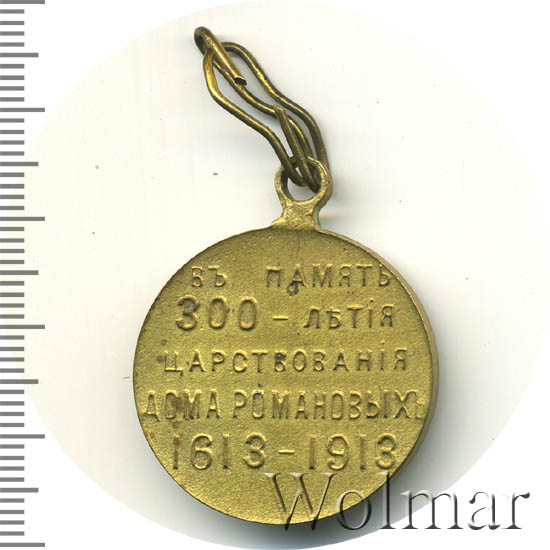 ВЪ ПАМЯТЬ
300-ЛѢТІЯ
ЦАРСТВОВАНІЯ
ДОМА РОМАНОВЫХЪ
1613-1913
Wolmar